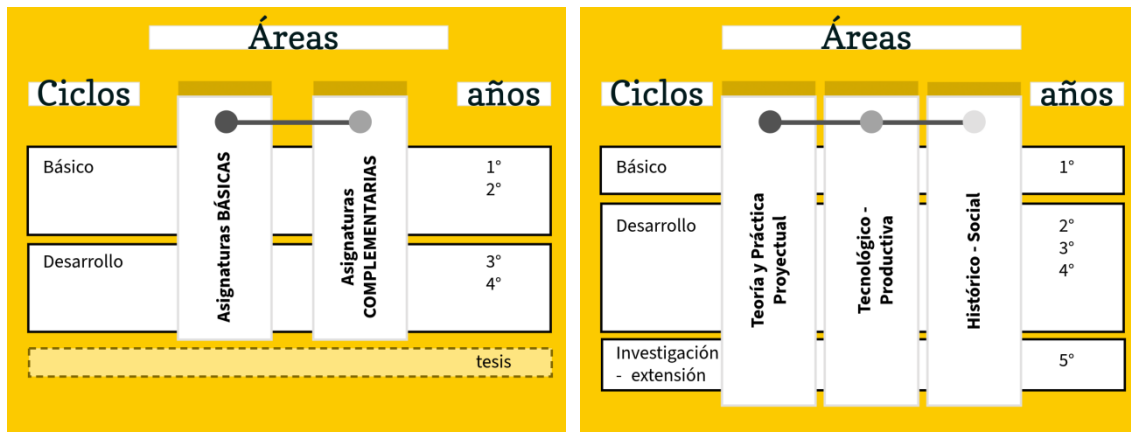 Áreas
Ciclos
años
Básico
1°
2°
Desarrollo
3°
4°
Asignaturas BÁSICAS
Asignaturas
COMPLEMENTARIAS
tesis
Áreas
Ciclos
años
Básico
1°
Desarrollo
2°
3°
4°
Teoría y Práctica
Proyectual
Tecnológico -
Productiva
Histórico - Social
Investigación
- extensión
5°